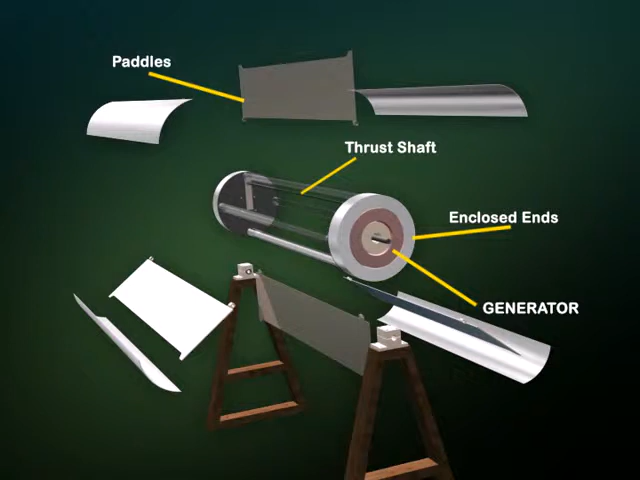 Paddles
Thrust Shaft
Enclosed Ends
GENERATOR